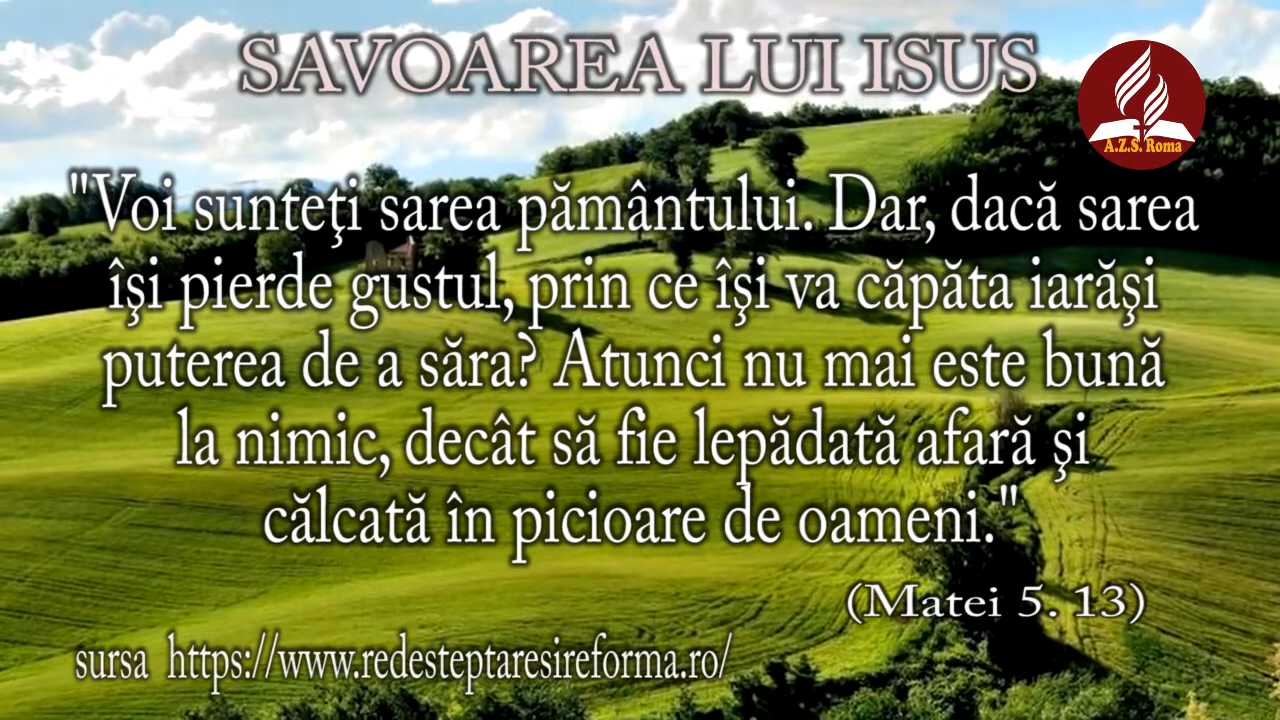 SAVOAREA LUI ISUS
A.Z.S. Roma
"Voi sunteţi sarea pământului. Dar, dacă sarea
îşi pierde gustul, prin ce îşi va căpăta iarăşi
puterea de a săra? Atunci nu mai este bună
la nimic, decât să fie lepădată afară şi
călcată în picioare de oameni."
(Matei 5. 13)
sursa https://www.redesteptaresireforma.ro/